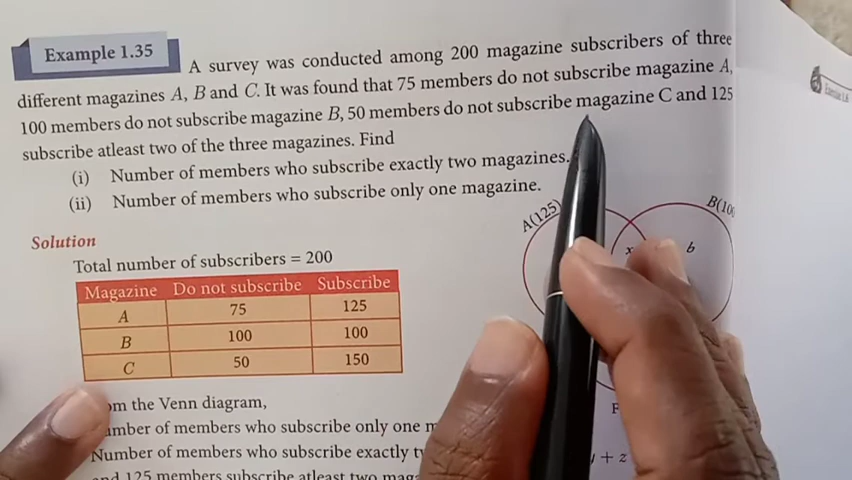 Example 1.35
A survey was conducted among 200 magazine subscribers of three
different magazines A, B and C. It was found that 75 members do not subscribe magazine A,
100 members do not subscribe magazine B, 50 members do not subscribe magazine C and 125
subscribe atleast two of the three magazines. Find
(i) Number of members who subscribe exactly two magazines.
(ii) Number of members who subscribe only one magazine.
Solution
Total number of subscribers = 200
Magazine Do not subscribe Subscribe
A 75 125
B 100 100
C 50 150
A(125)
x
b
the Venn diagram,
of members who subscribe only one
Number of members who subscribe exactly
125 members subscribe atleast two
+ z